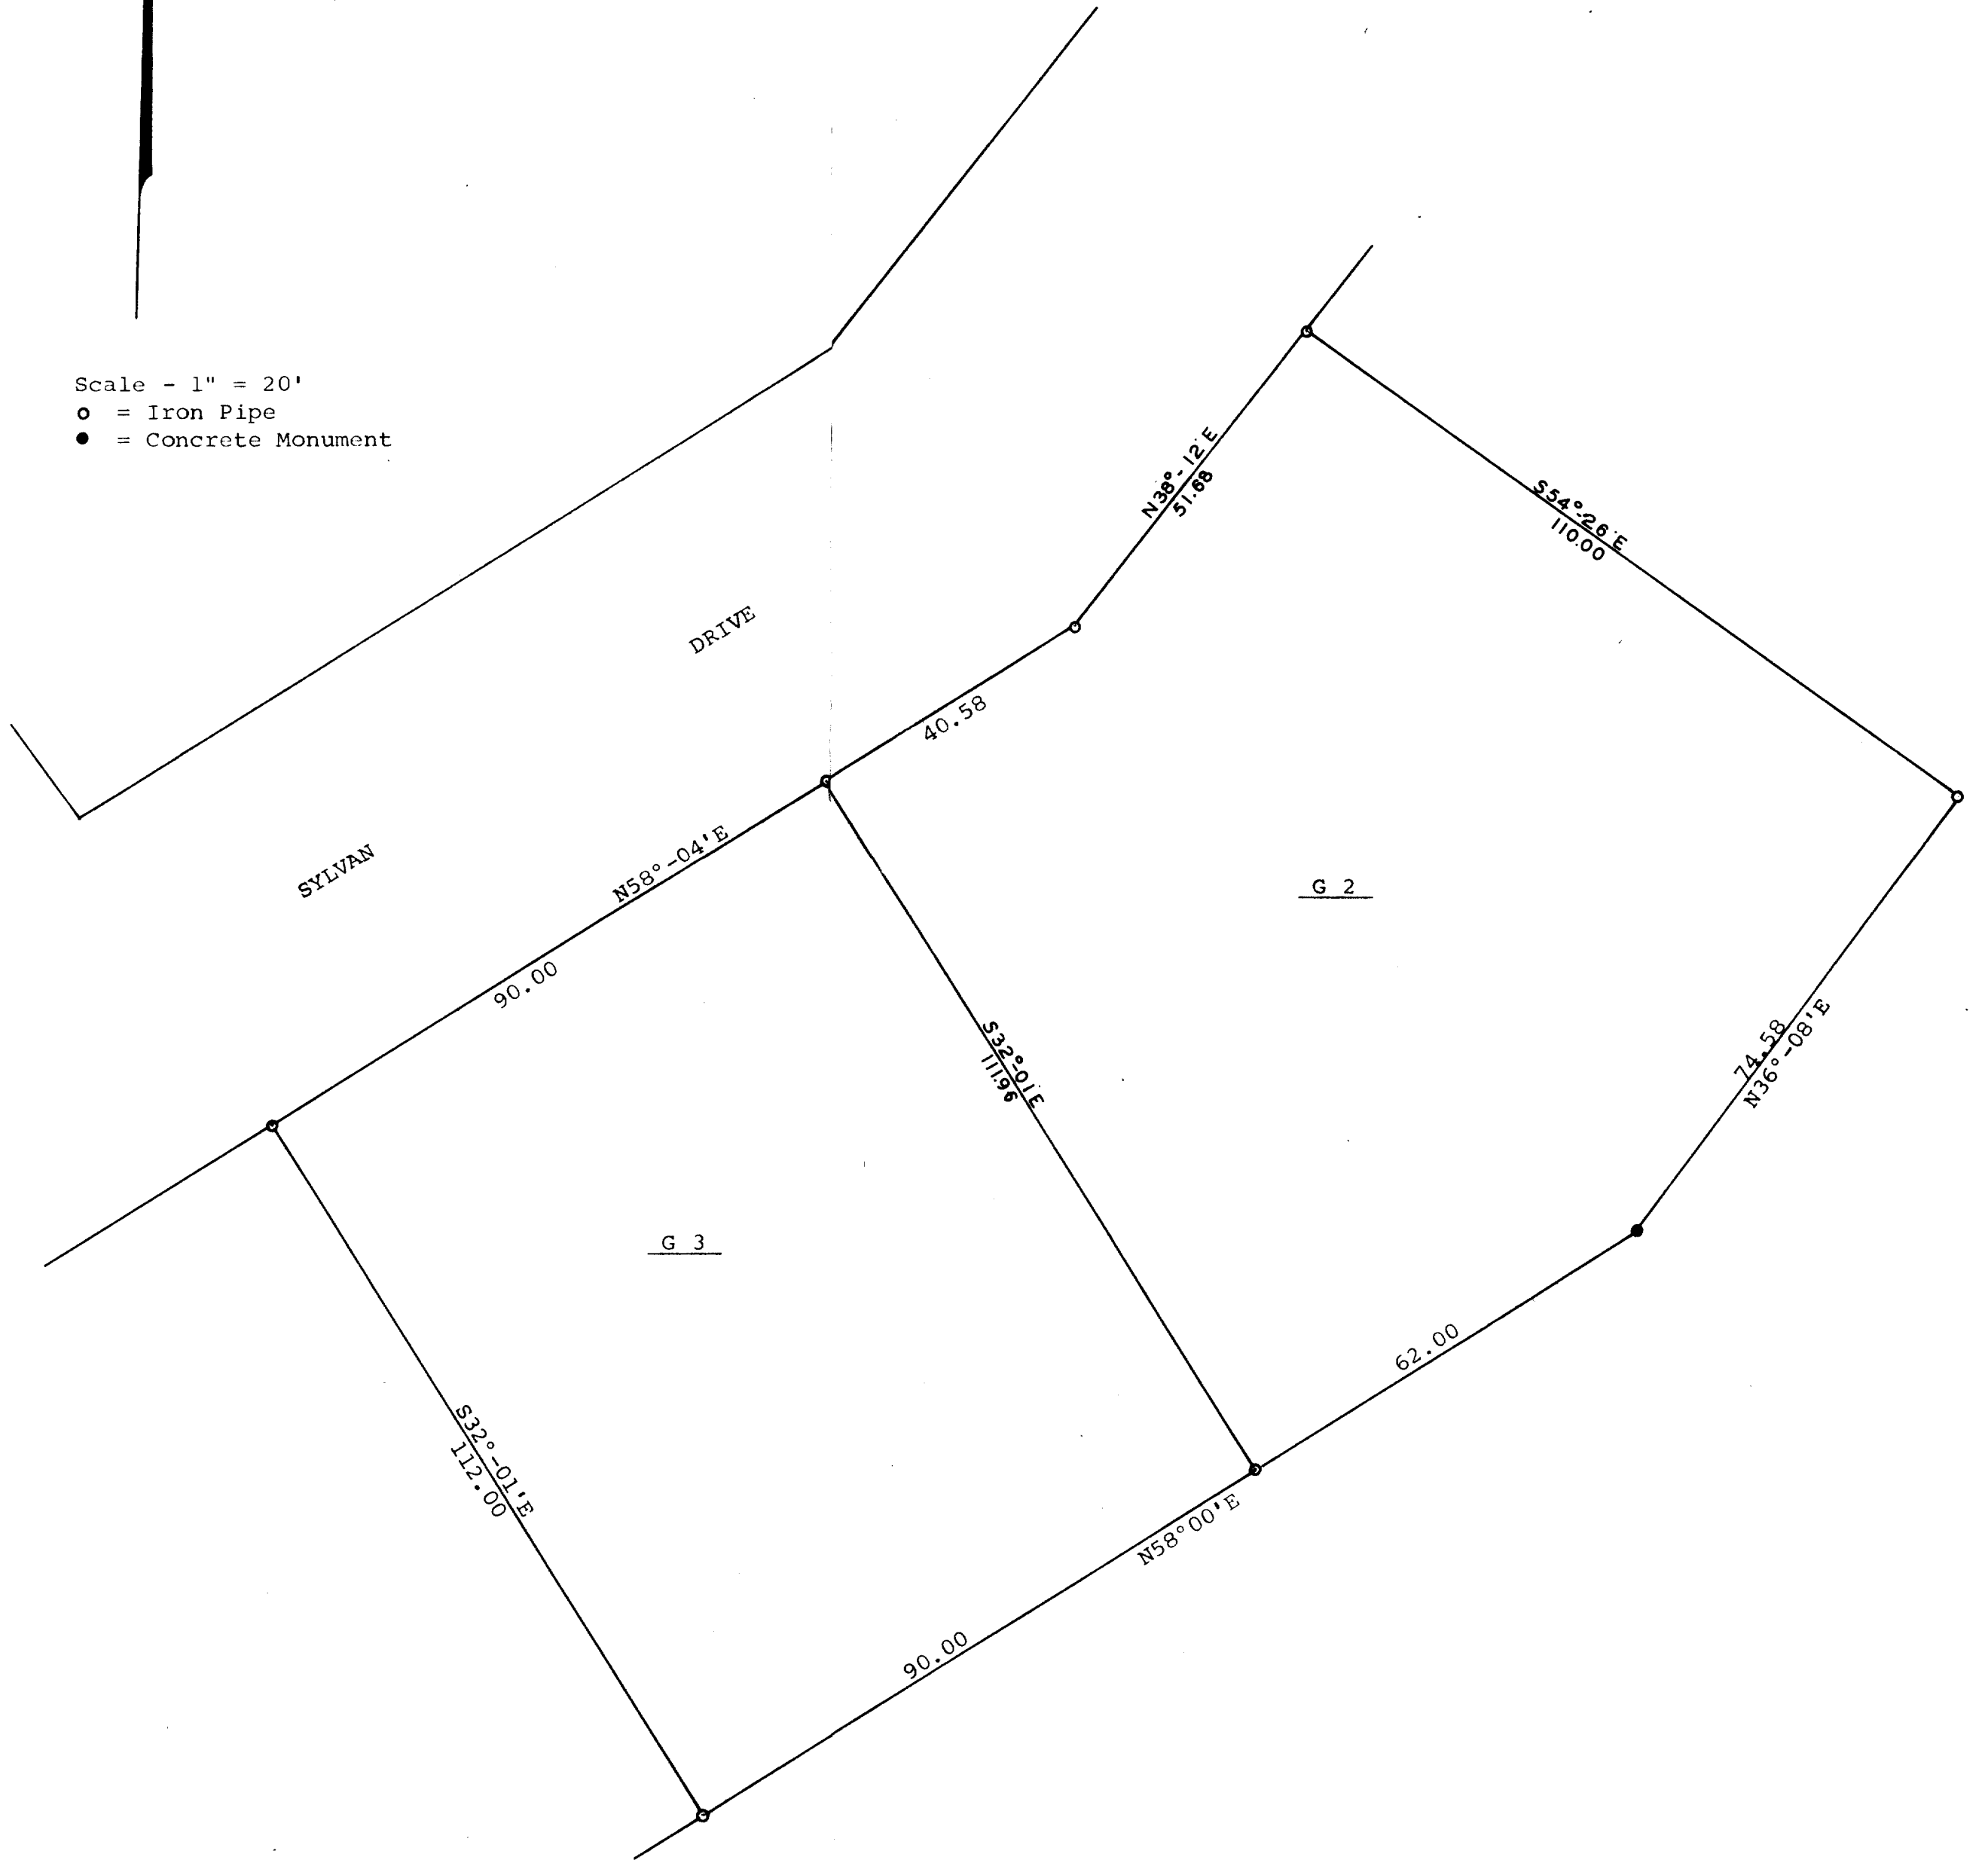 Scale - 1" = 20'
o = Iron Pipe
● = Concrete Monument
N38°-12'E
51.68
S54°-26'E
110.00
DRIVE
40.58
SYLVAN
N58°-04'E
90.00
G 2
S32°-01'E
111.96
74.58
N36°-08'E
G 3
62.00
S32°-01'E
112.00
N58°00'E
90.00